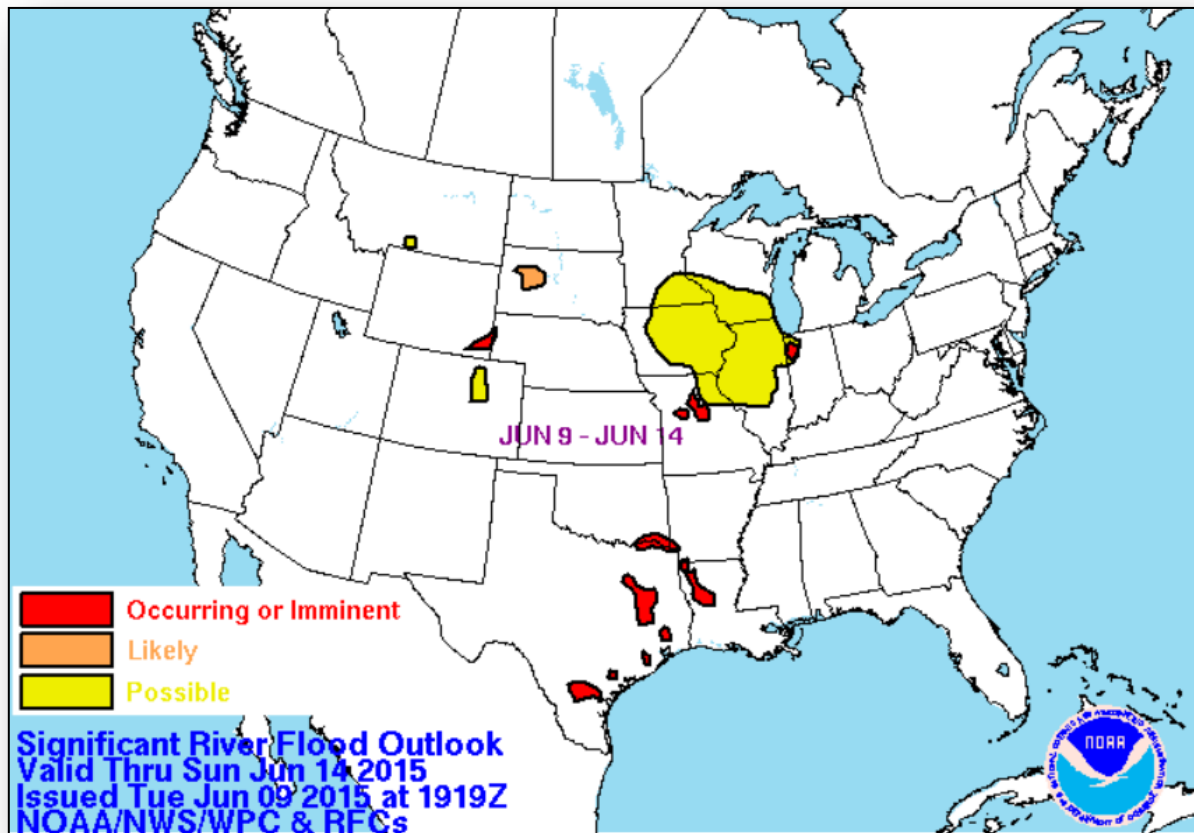 JUN 9 - JUN 14
Occurring or Imminent
Likely
Possible
Significant River Flood Outlook
Valid Thru Sun Jun 14 2015
Issued Tue Jun 09 2015 at 1919Z
NOAA/NWS/WPC & RFCs
NOAA